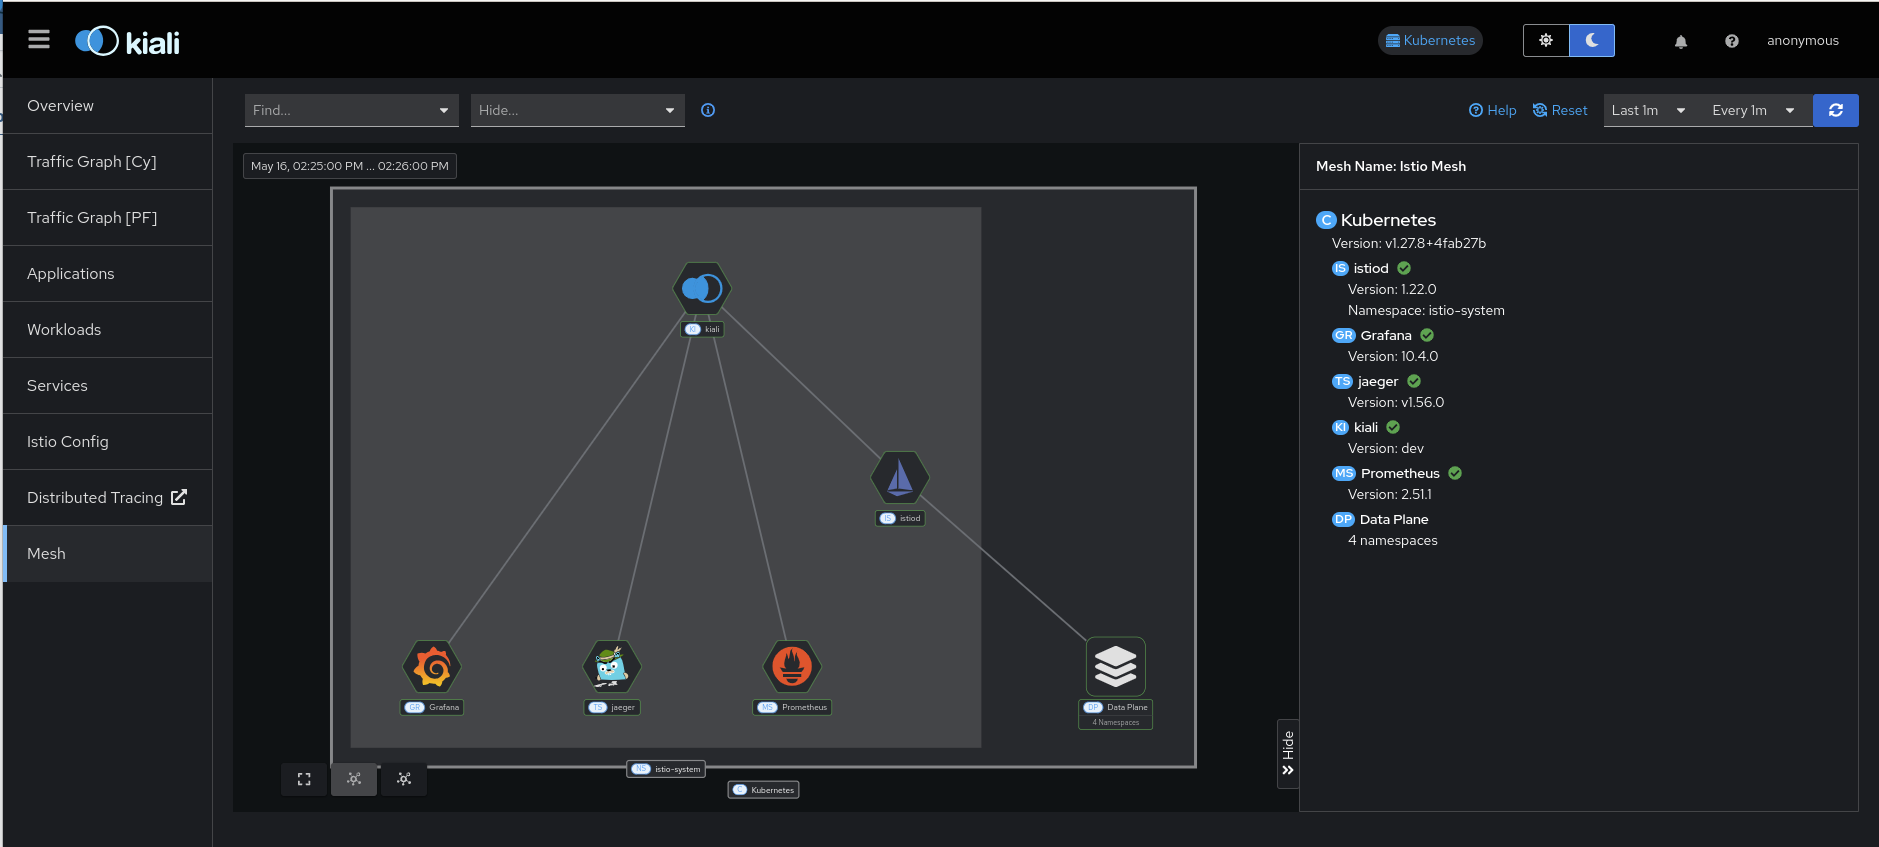 kiali
Kubernetes
anonymous
Overview
Traffic Graph [Cy]
Traffic Graph [PF]
Applications
Workloads
Services
Istio Config
Distributed Tracing
Mesh
Find...
Hide...
Help
Reset
Last 1m
Every 1m
May 16, 02:25:00 PM ... 02:26:00 PM
KI kiali
IS istiod
GR Grafana
TS jaeger
MS Prometheus
DP Data Plane
4 Namespaces
NS istio-system
C Kubernetes
Hide
Mesh Name: Istio Mesh
C Kubernetes
Version: v1.27.8+4fab27b
IS istiod
Version: 1.22.0
Namespace: istio-system
GR Grafana
Version: 10.4.0
TS jaeger
Version: v1.56.0
KI kiali
Version: dev
MS Prometheus
Version: 2.51.1
DP Data Plane
4 namespaces